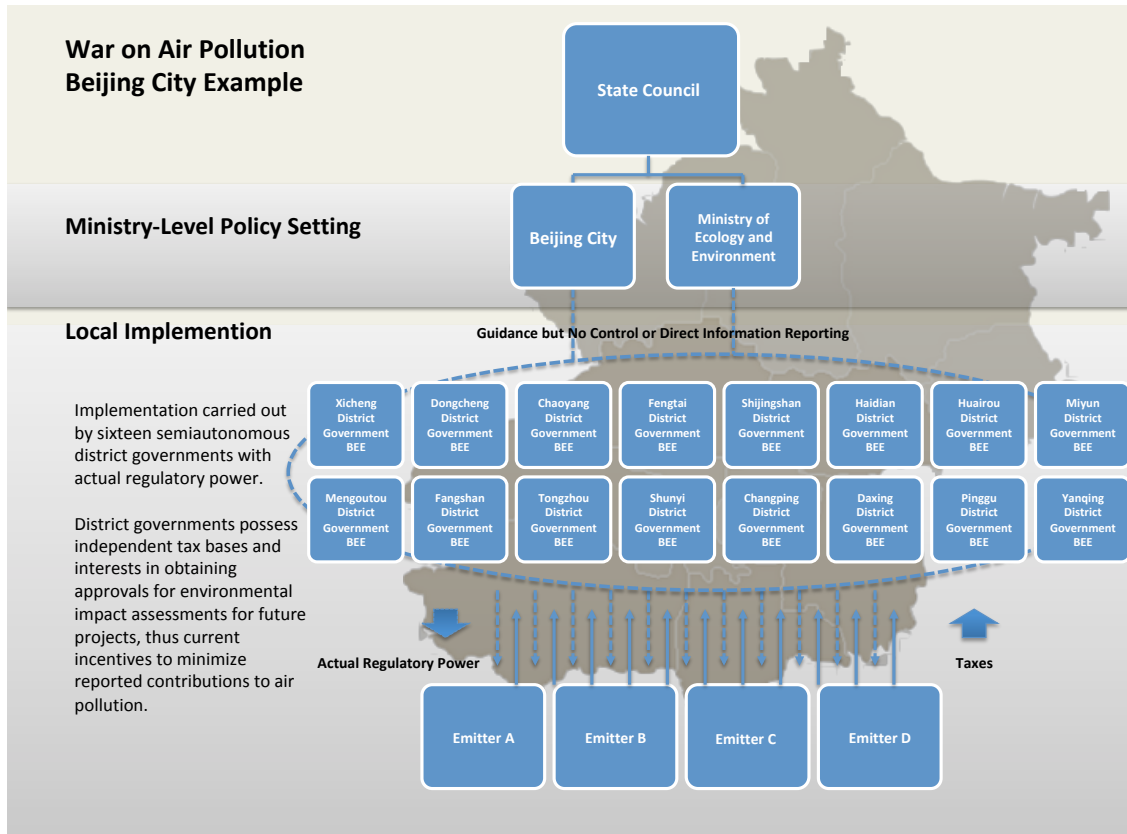 War on Air Pollution
Beijing City Example
State Council
Ministry-Level Policy Setting
Beijing City
Ministry of
Ecology and
Environment
Local Implemention
Guidance but No Control or Direct Information Reporting
Implementation carried out
by sixteen semiautonomous
district governments with
actual regulatory power.
District governments possess
independent tax bases and
interests in obtaining
approvals for environmental
impact assessments for future
projects, thus current
incentives to minimize
reported contributions to air
pollution.
Xicheng
District
Government
BEE
Dongcheng
District
Government
BEE
Chaoyang
District
Government
BEE
Fengtai
District
Government
BEE
Shijingshan
District
Government
BEE
Haidian
District
Government
BEE
Huairou
District
Government
BEE
Miyun
District
Government
BEE
Mengoutou
District
Government
BEE
Fangshan
District
Government
BEE
Tongzhou
District
Government
BEE
Shunyi
District
Government
BEE
Changping
District
Government
BEE
Daxing
District
Government
BEE
Pinggu
District
Government
BEE
Yanqing
District
Government
BEE
Actual Regulatory Power
Taxes
Emitter A
Emitter B
Emitter C
Emitter D